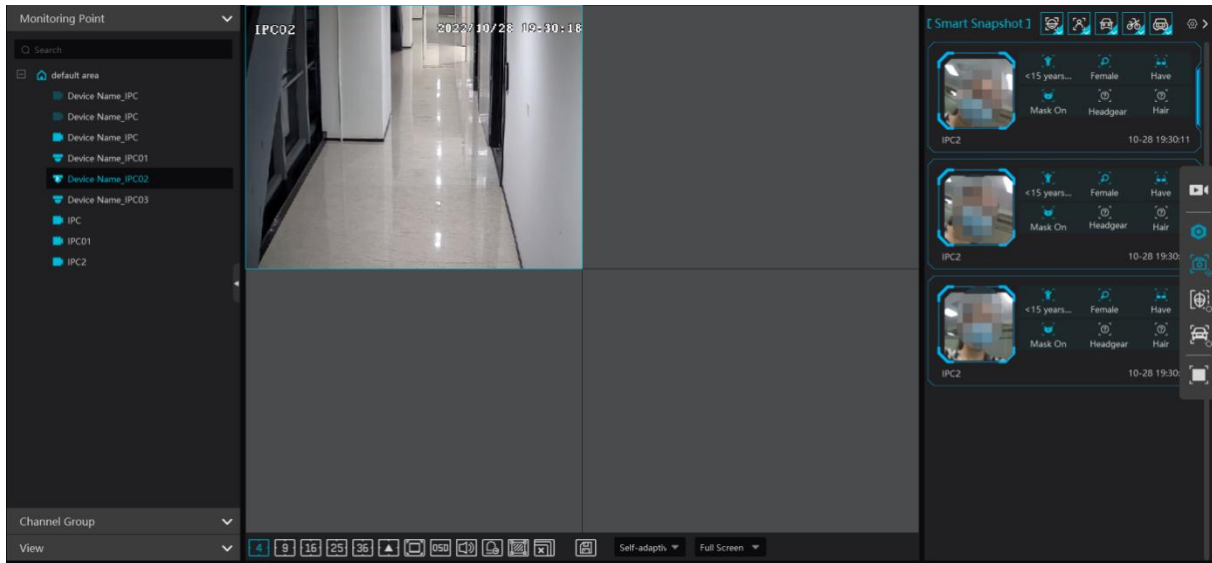 Monitoring Point
Search
default area
Device Name_IPC
Device Name_IPC
Device Name_IPC
Device Name_IPC01
Device Name_IPC02
Device Name_IPC03
IPC
IPC01
IPC2
Channel Group
View
IPC02 2022/10/28 19:30:18
4 9 16 25 36 OSD Self-adaptiv Full Screen
[ Smart Snapshot ]
<15 years... Female Have
Mask On Headgear Hair
IPC2 10-28 19:30:11
<15 years... Female Have
Mask On Headgear Hair
IPC2 10-28 19:30:
<15 years... Female Have
Mask On Headgear Hair
IPC2 10-28 19:30: